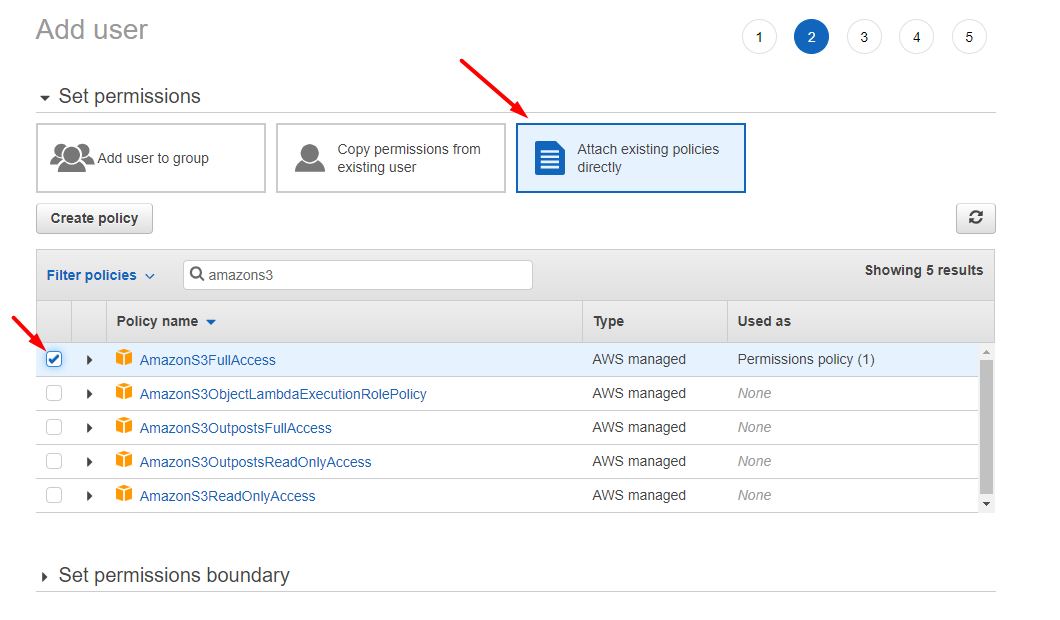 Add user
1 2 3 4 5
Set permissions
Add user to group
Copy permissions from
existing user
Attach existing policies
directly
Create policy
Filter policies
amazons3
Showing 5 results
Policy name Type Used as
AmazonS3FullAccess AWS managed Permissions policy (1)
AmazonS3ObjectLambdaExecutionRolePolicy AWS managed None
AmazonS3OutpostsFullAccess AWS managed None
AmazonS3OutpostsReadOnlyAccess AWS managed None
AmazonS3ReadOnlyAccess AWS managed None
Set permissions boundary